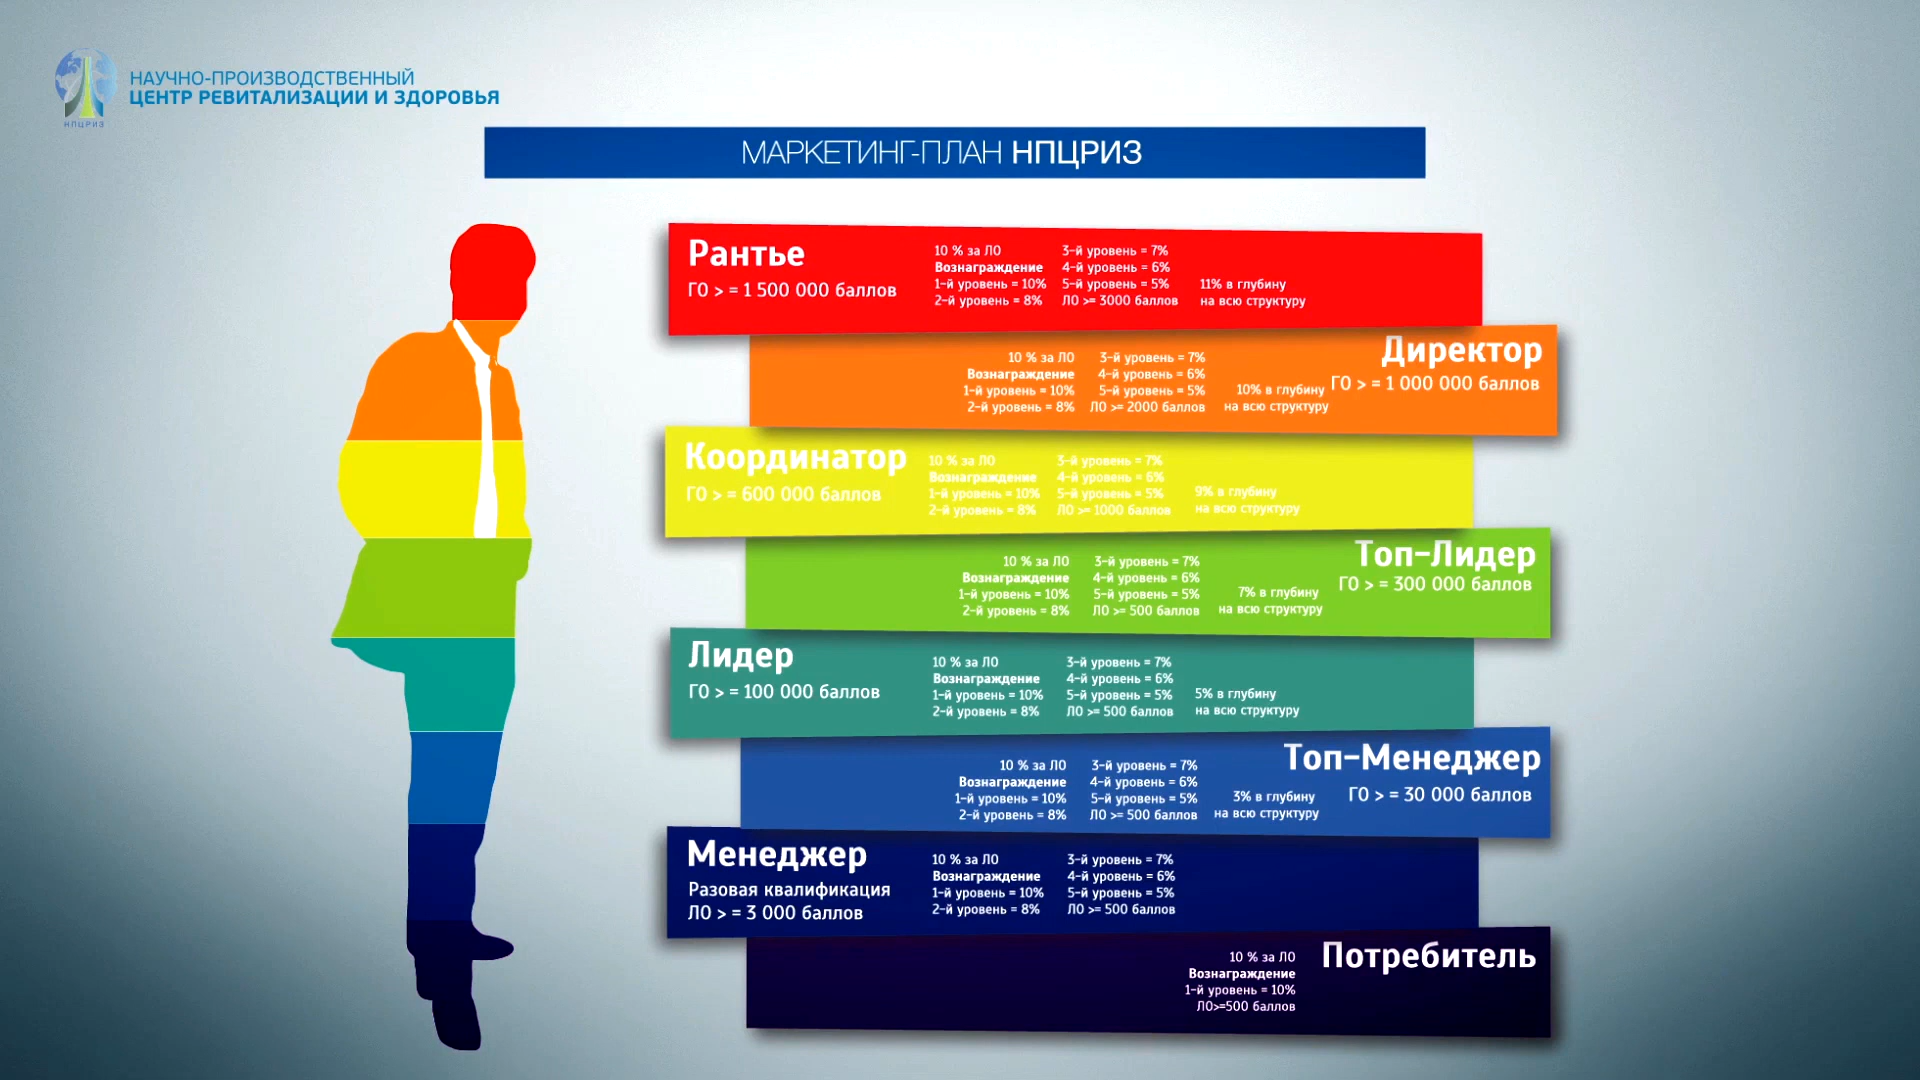 НПЦРИЗ
НАУЧНО-ПРОИЗВОДСТВЕННЫЙ
ЦЕНТР РЕВИТАЛИЗАЦИИ И ЗДОРОВЬЯ
МАРКЕТИНГ-ПЛАН НПЦРИЗ
Рантье
ГО > = 1 500 000 баллов
10 % за ЛО
Вознаграждение
1-й уровень = 10%
2-й уровень = 8%
3-й уровень = 7%
4-й уровень = 6%
5-й уровень = 5%
ЛО >= 3000 баллов
11% в глубину
на всю структуру
Директор
ГО > = 1 000 000 баллов
10 % за ЛО
Вознаграждение
1-й уровень = 10%
2-й уровень = 8%
3-й уровень = 7%
4-й уровень = 6%
5-й уровень = 5%
ЛО >= 2000 баллов
10% в глубину
на всю структуру
Координатор
ГО > = 600 000 баллов
10 % за ЛО
Вознаграждение
1-й уровень = 10%
2-й уровень = 8%
3-й уровень = 7%
4-й уровень = 6%
5-й уровень = 5%
ЛО >= 1000 баллов
9% в глубину
на всю структуру
Топ-Лидер
ГО > = 300 000 баллов
10 % за ЛО
Вознаграждение
1-й уровень = 10%
2-й уровень = 8%
3-й уровень = 7%
4-й уровень = 6%
5-й уровень = 5%
ЛО >= 500 баллов
7% в глубину
на всю структуру
Лидер
ГО > = 100 000 баллов
10 % за ЛО
Вознаграждение
1-й уровень = 10%
2-й уровень = 8%
3-й уровень = 7%
4-й уровень = 6%
5-й уровень = 5%
ЛО >= 500 баллов
5% в глубину
на всю структуру
Топ-Менеджер
ГО > = 30 000 баллов
10 % за ЛО
Вознаграждение
1-й уровень = 10%
2-й уровень = 8%
3-й уровень = 7%
4-й уровень = 6%
5-й уровень = 5%
ЛО >= 500 баллов
3% в глубину
на всю структуру
Менеджер
Разовая квалификация
ЛО > = 3 000 баллов
10 % за ЛО
Вознаграждение
1-й уровень = 10%
2-й уровень = 8%
3-й уровень = 7%
4-й уровень = 6%
5-й уровень = 5%
ЛО >= 500 баллов
Потребитель
10 % за ЛО
Вознаграждение
1-й уровень = 10%
ЛО>=500 баллов